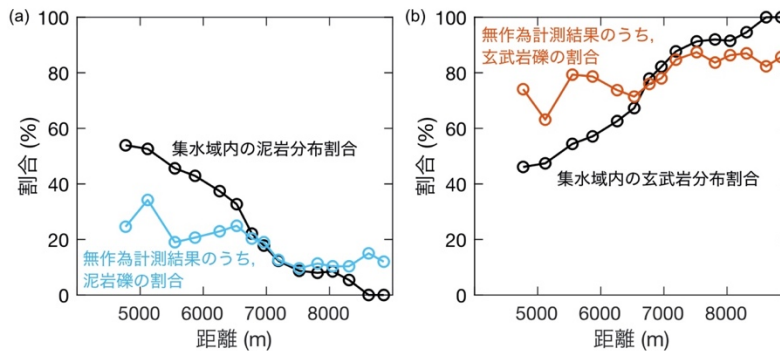 (a)
100
80
60
40
20
0
割合 (%)
集水域内の泥岩分布割合
無作為計測結果のうち,
泥岩礫の割合
5000 6000 7000 8000
距離 (m)
(b)
100
80
60
40
20
0
割合 (%)
無作為計測結果のうち,
玄武岩礫の割合
集水域内の玄武岩分布割合
5000 6000 7000 8000
距離 (m)